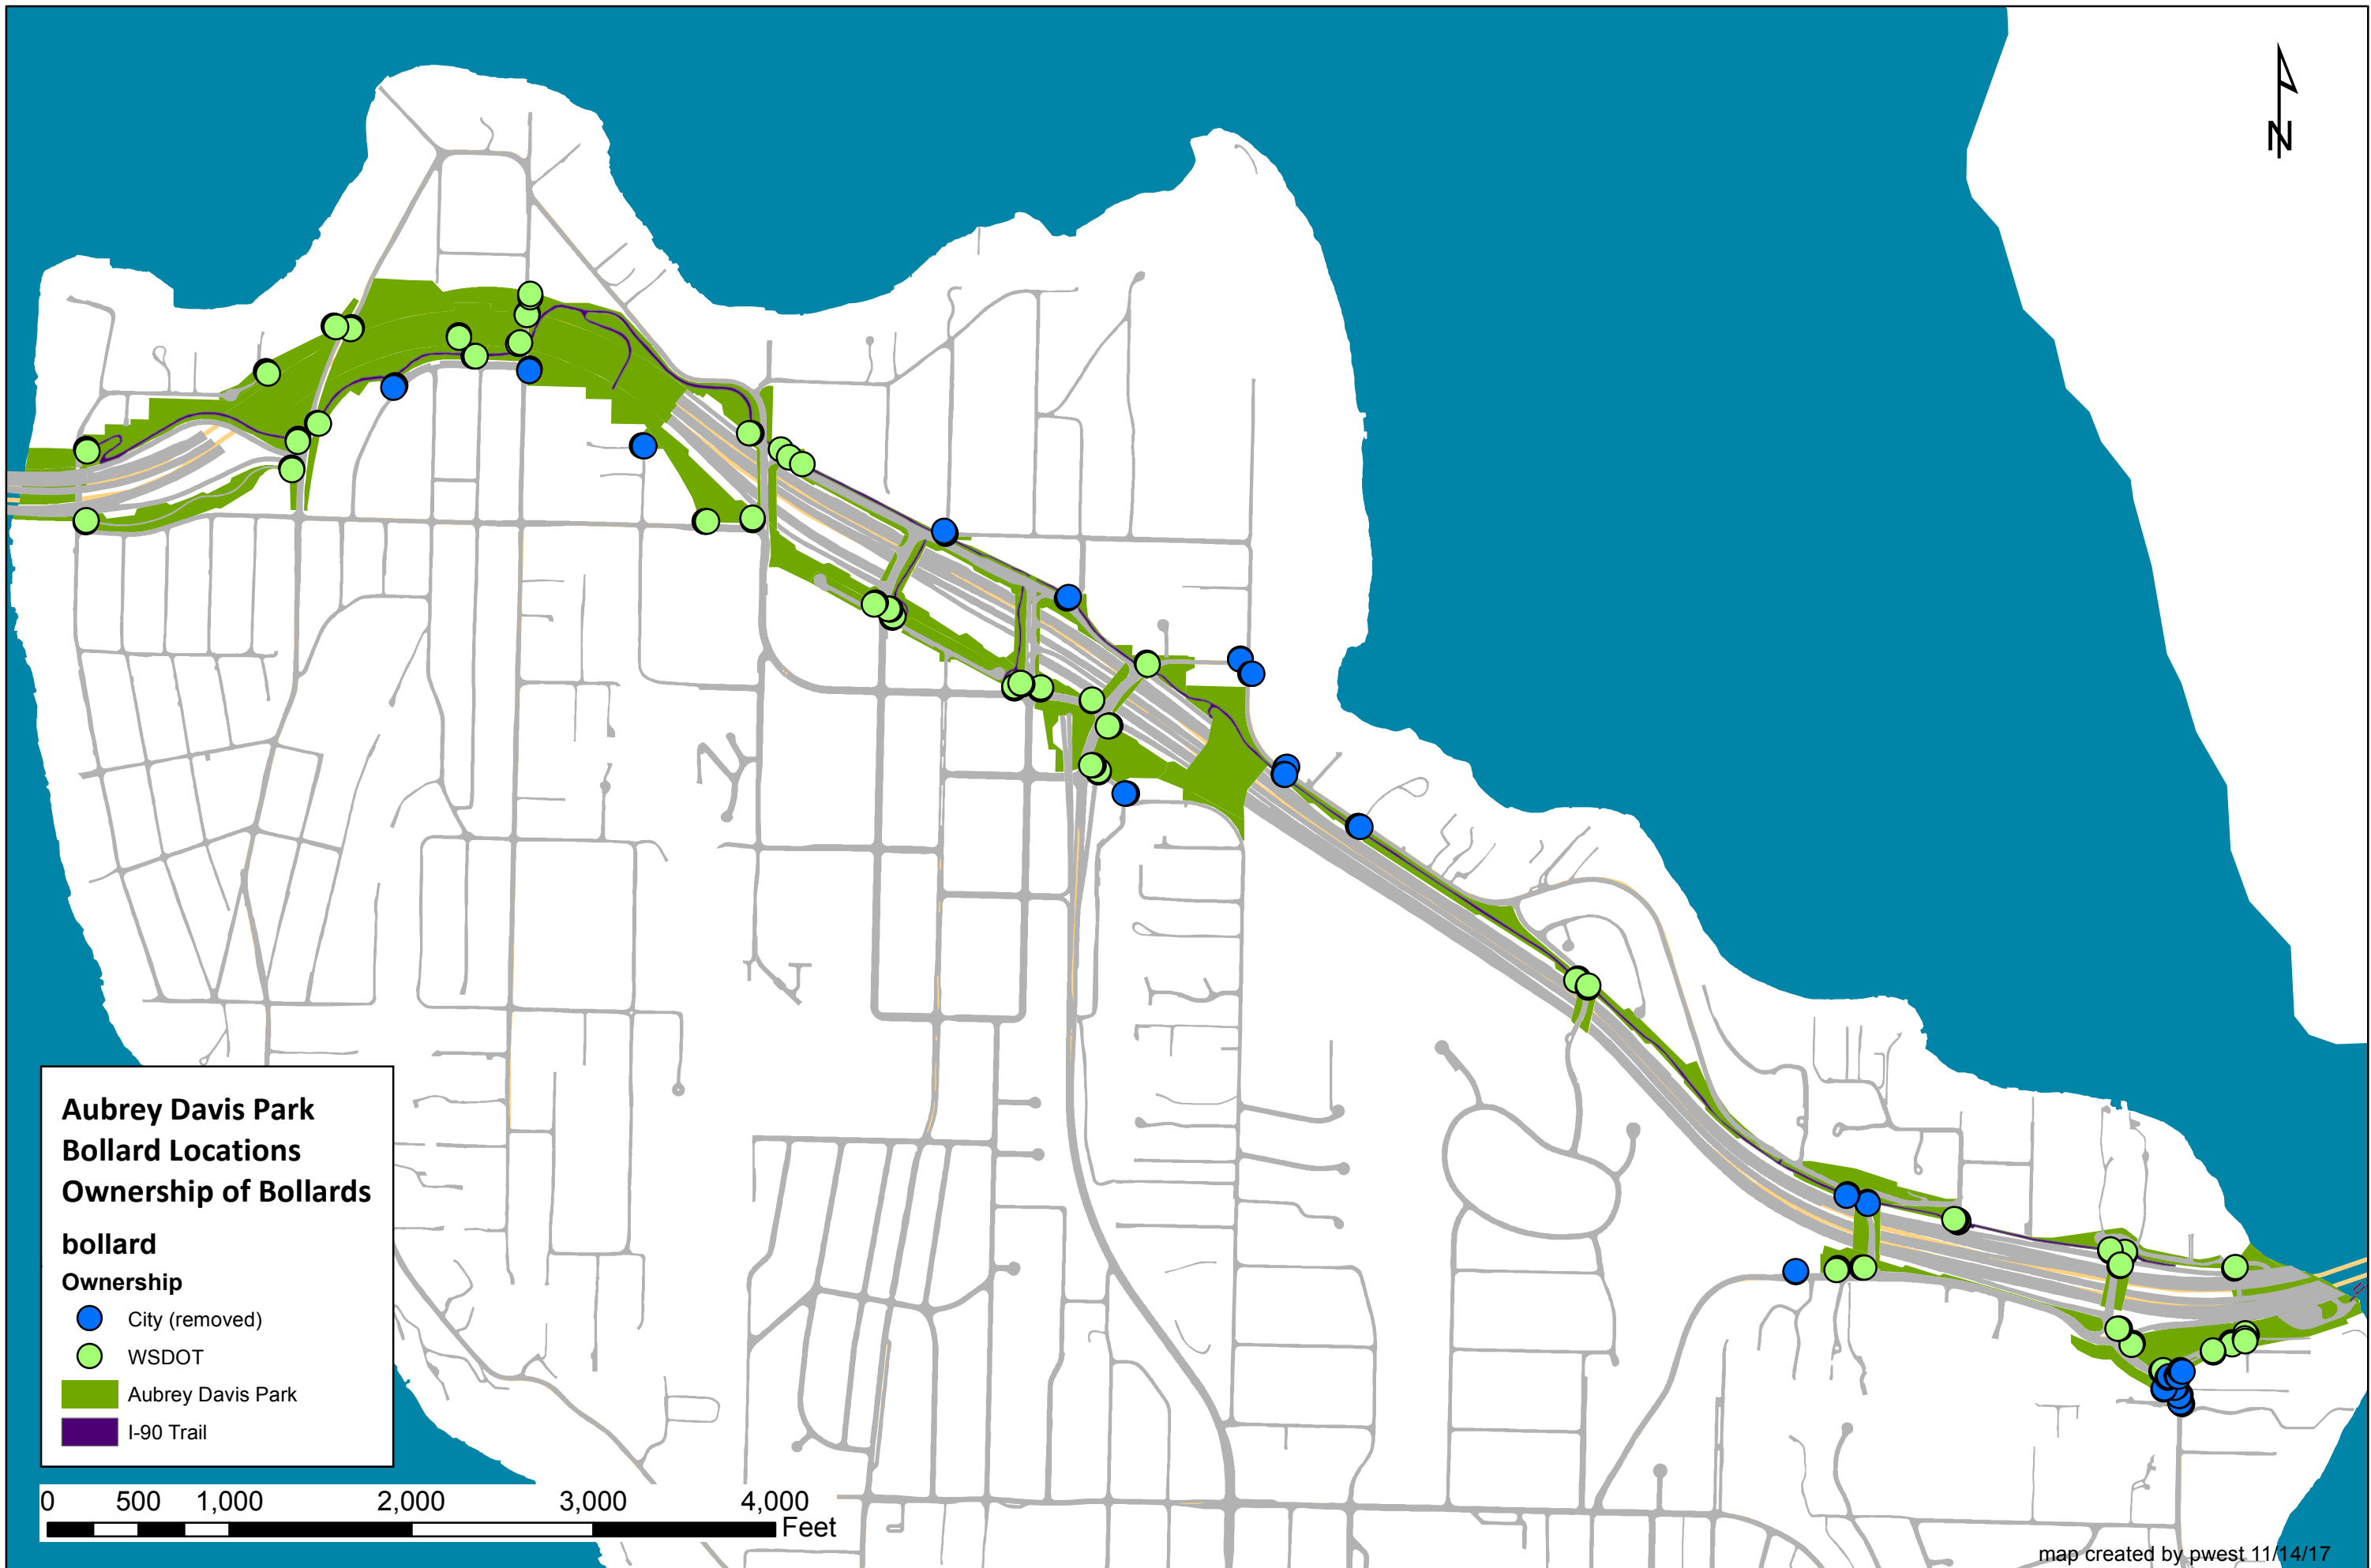 N
Aubrey Davis Park
Bollard Locations
Ownership of Bollards
bollard
Ownership
City (removed)
WSDOT
Aubrey Davis Park
I-90 Trail
0 500 1,000 2,000 3,000 4,000
Feet
map created by pwest 11/14/17